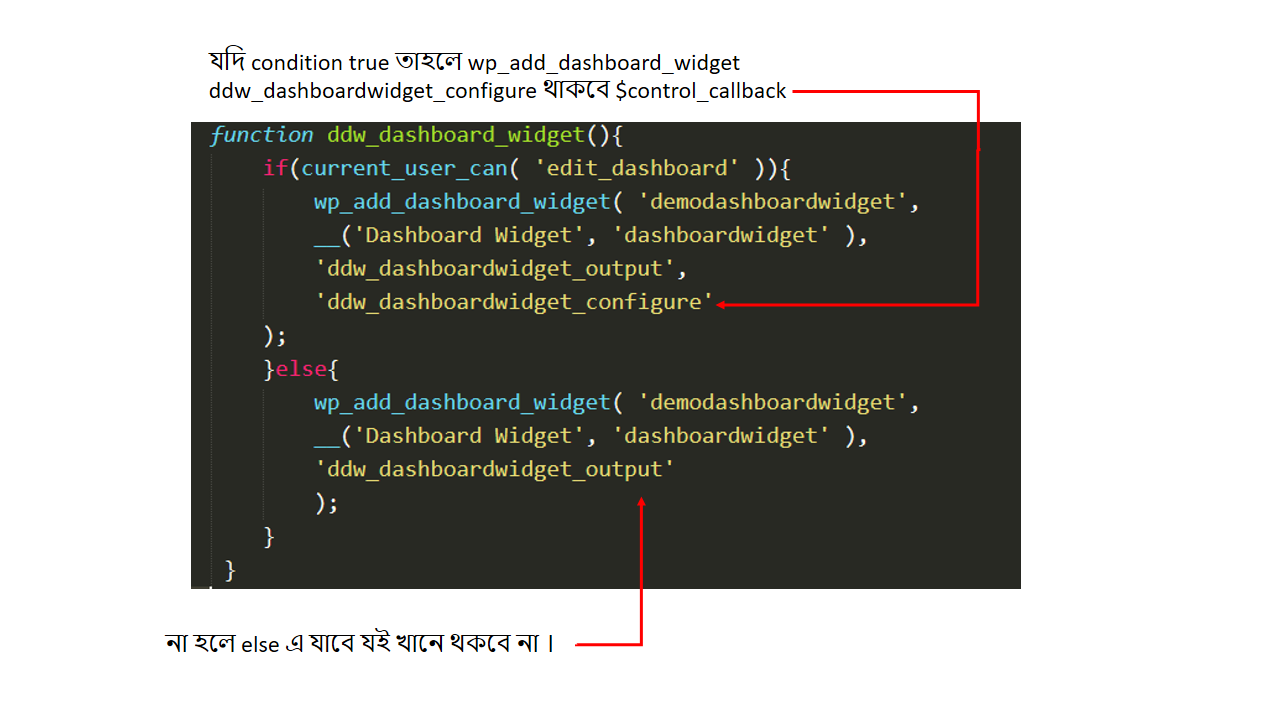 যদি condition true তাহলে wp_add_dashboard_widget
ddw_dashboardwidget_configure থাকবে $control_callback
function ddw_dashboard_widget(){
if(current_user_can( 'edit_dashboard' )){
wp_add_dashboard_widget( 'demodashboardwidget',
__('Dashboard Widget', 'dashboardwidget' ),
'ddw_dashboardwidget_output',
'ddw_dashboardwidget_configure'
);
}else{
wp_add_dashboard_widget( 'demodashboardwidget',
__('Dashboard Widget', 'dashboardwidget' ),
'ddw_dashboardwidget_output'
);
}
}
না হলে else এ যাবে যই খানে থকবে না ।